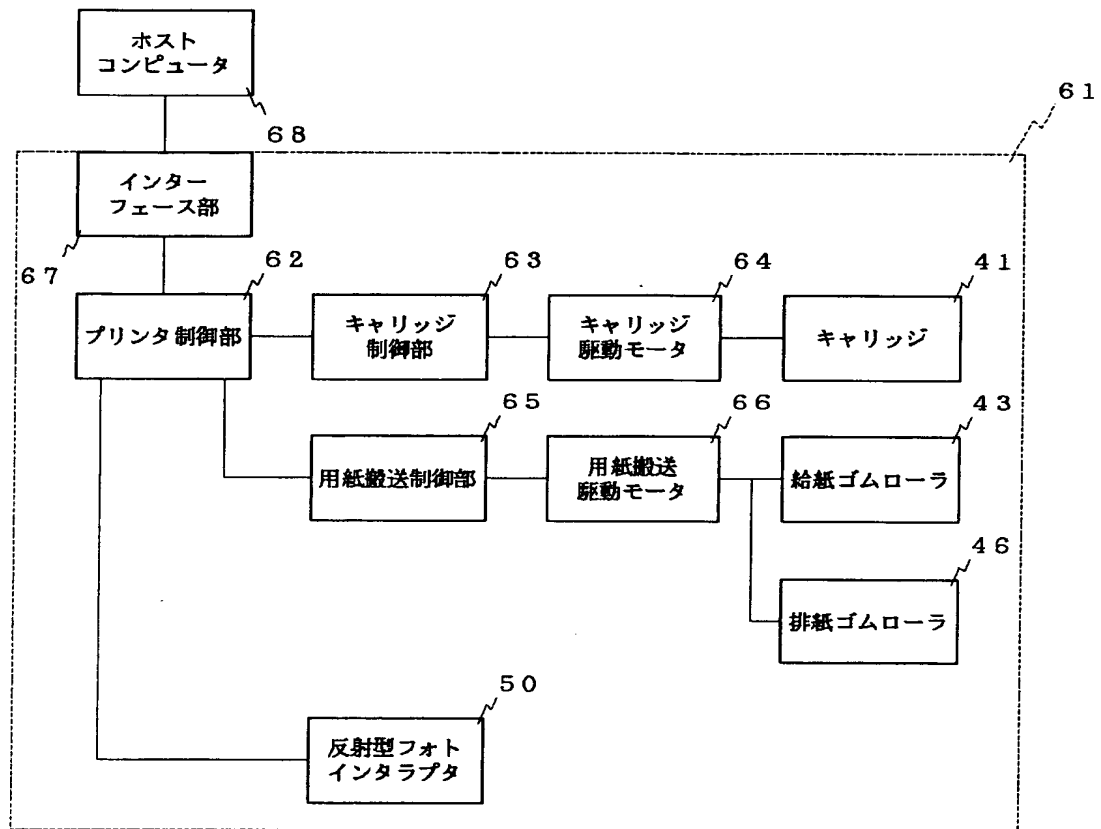 ホスト
コンピュータ
68
61
インター
フェース部
67
62
63
64
41
プリンタ制御部
キャリッジ
制御部
キャリッジ
駆動モータ
キャリッジ
65
66
43
用紙搬送制御部
用紙搬送
駆動モータ
給紙ゴムローラ
46
排紙ゴムローラ
50
反射型フォト
インタラプタ